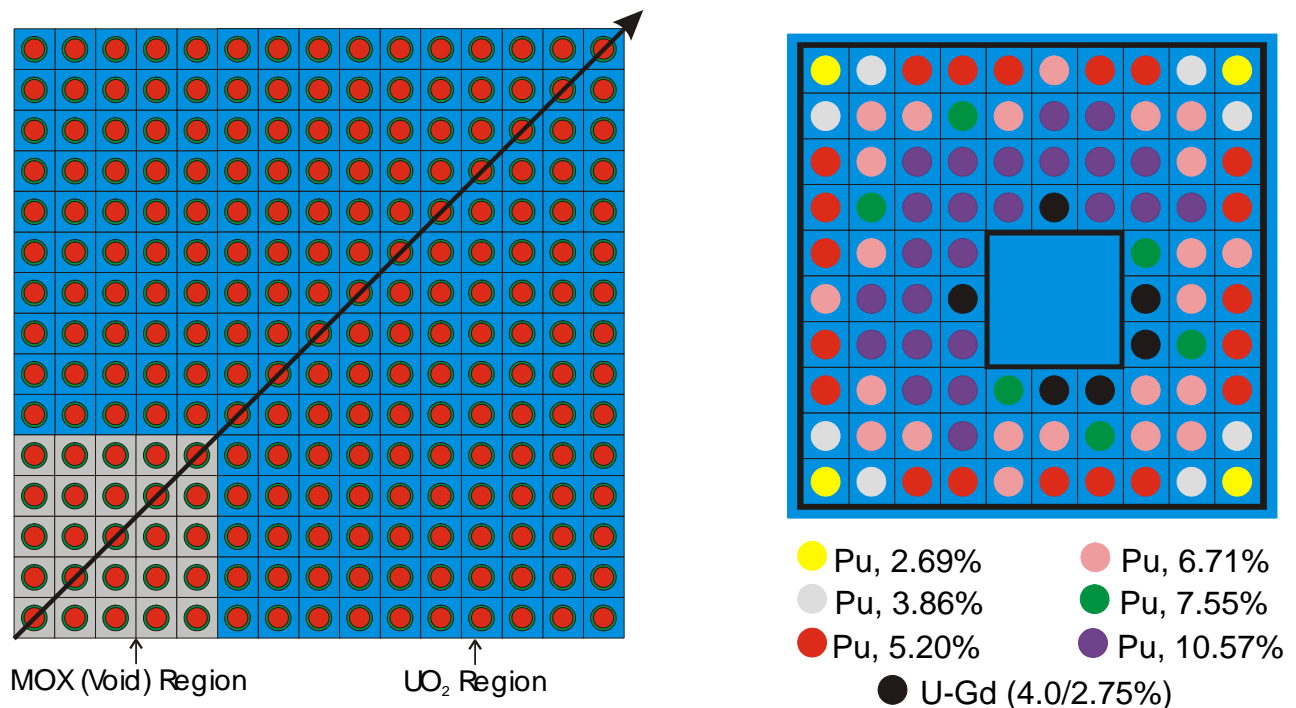 MOX (Void) Region
UO₂ Region
Pu, 2.69%
Pu, 6.71%
Pu, 3.86%
Pu, 7.55%
Pu, 5.20%
Pu, 10.57%
U-Gd (4.0/2.75%)